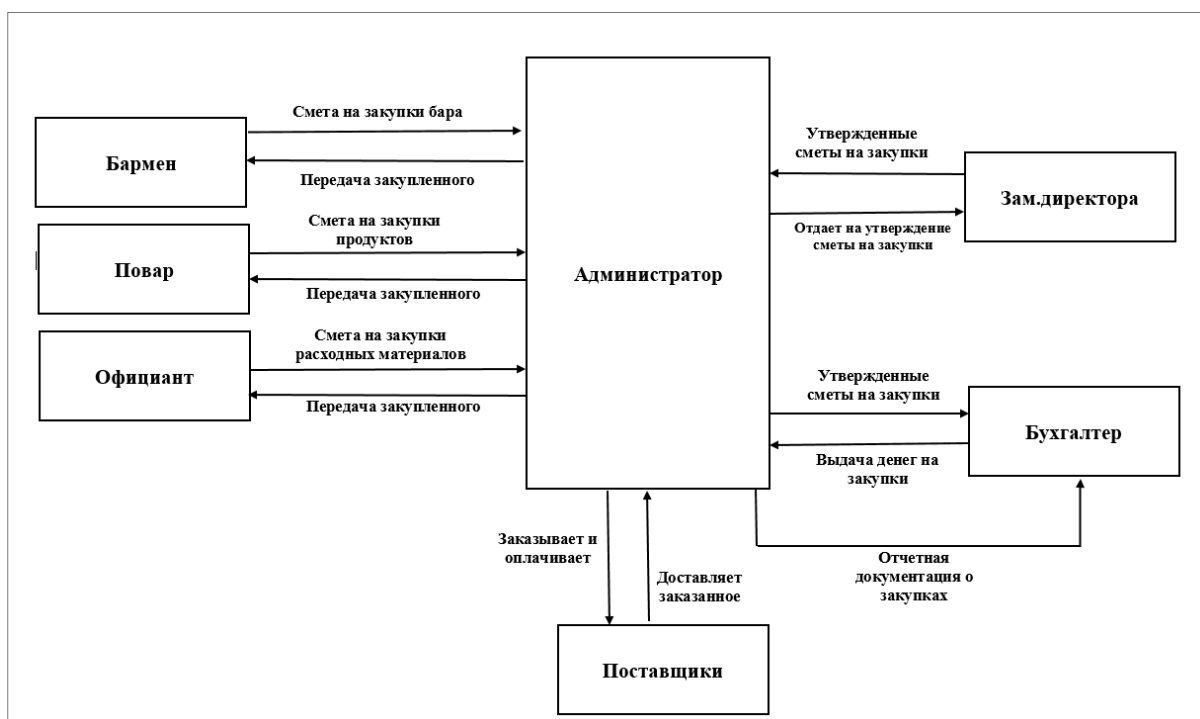 Смета на закупки бара
Бармен
Передача закупленного
Смета на закупки
продуктов
Повар
Передача закупленного
Смета на закупки
расходных материалов
Официант
Передача закупленного
Администратор
Утвержденные
сметы на закупки
Зам.директора
Отдает на утверждение
сметы на закупки
Утвержденные
сметы на закупки
Бухгалтер
Выдача денег на
закупки
Заказывает и
оплачивает
Доставляет
заказанное
Отчетная
документация о
закупках
Поставщики